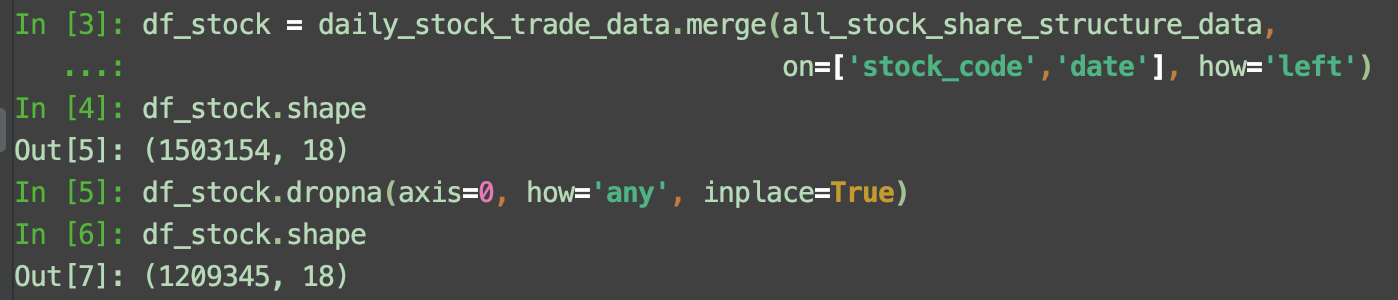 In [3]: df_stock = daily_stock_trade_data.merge(all_stock_share_structure_data,
   ...:                                         on=['stock_code','date'], how='left')
In [4]: df_stock.shape
Out[5]: (1503154, 18)
In [5]: df_stock.dropna(axis=0, how='any', inplace=True)
In [6]: df_stock.shape
Out[7]: (1209345, 18)